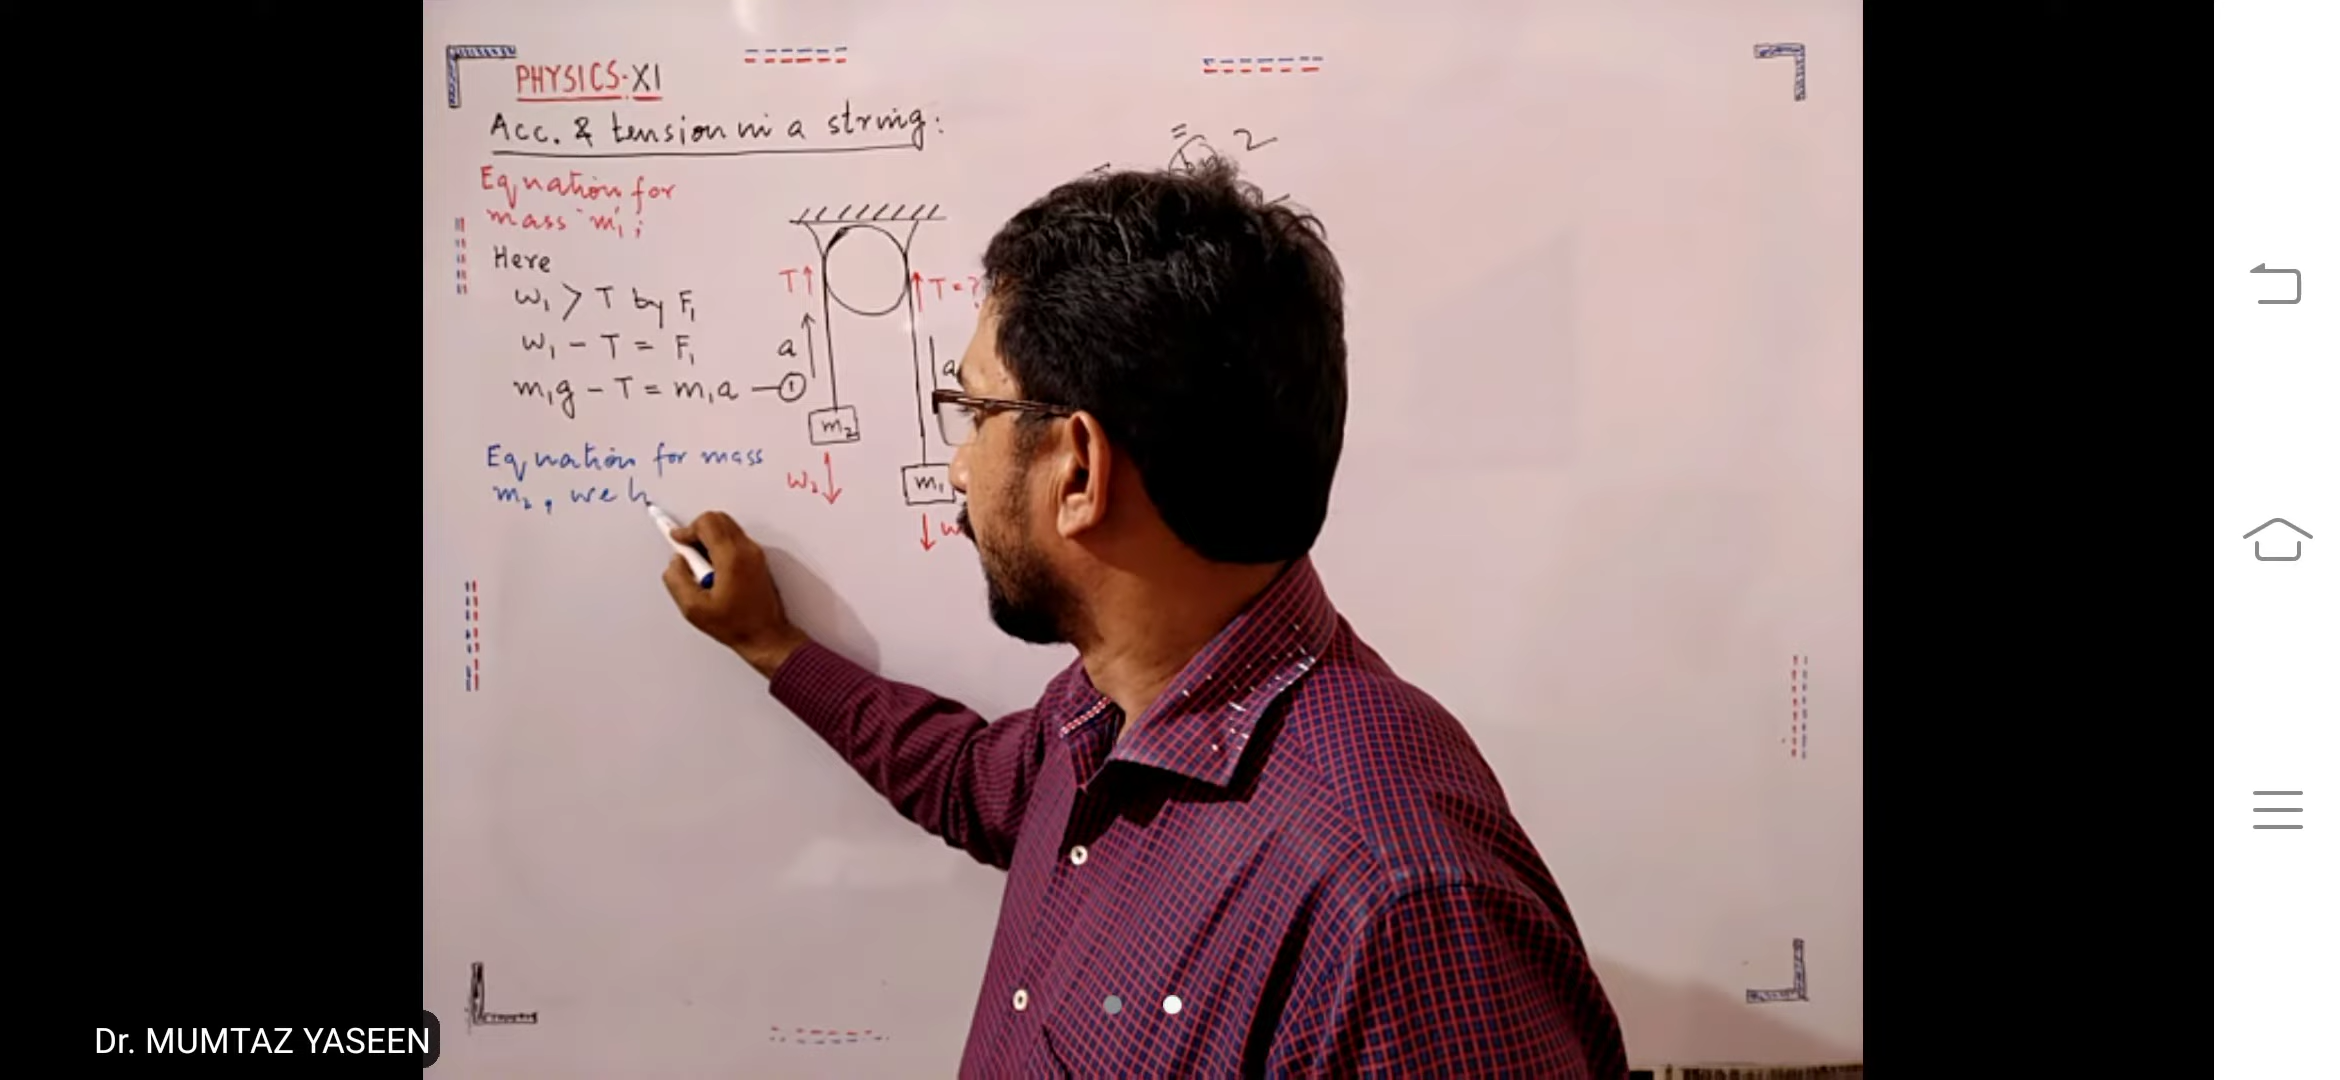 PHYSICS-XI
Acc. & tension in a string:
Equation for
mass "m₁";
Here
w₁ > T by F₁
w₁ - T = F₁
m₁g - T = m₁a —①
Equation for mass
m₂, we h
T↑
↑T = ?
a
a
m₂
w₂↓
m₁
↓w
= 2
Dr. MUMTAZ YASEEN